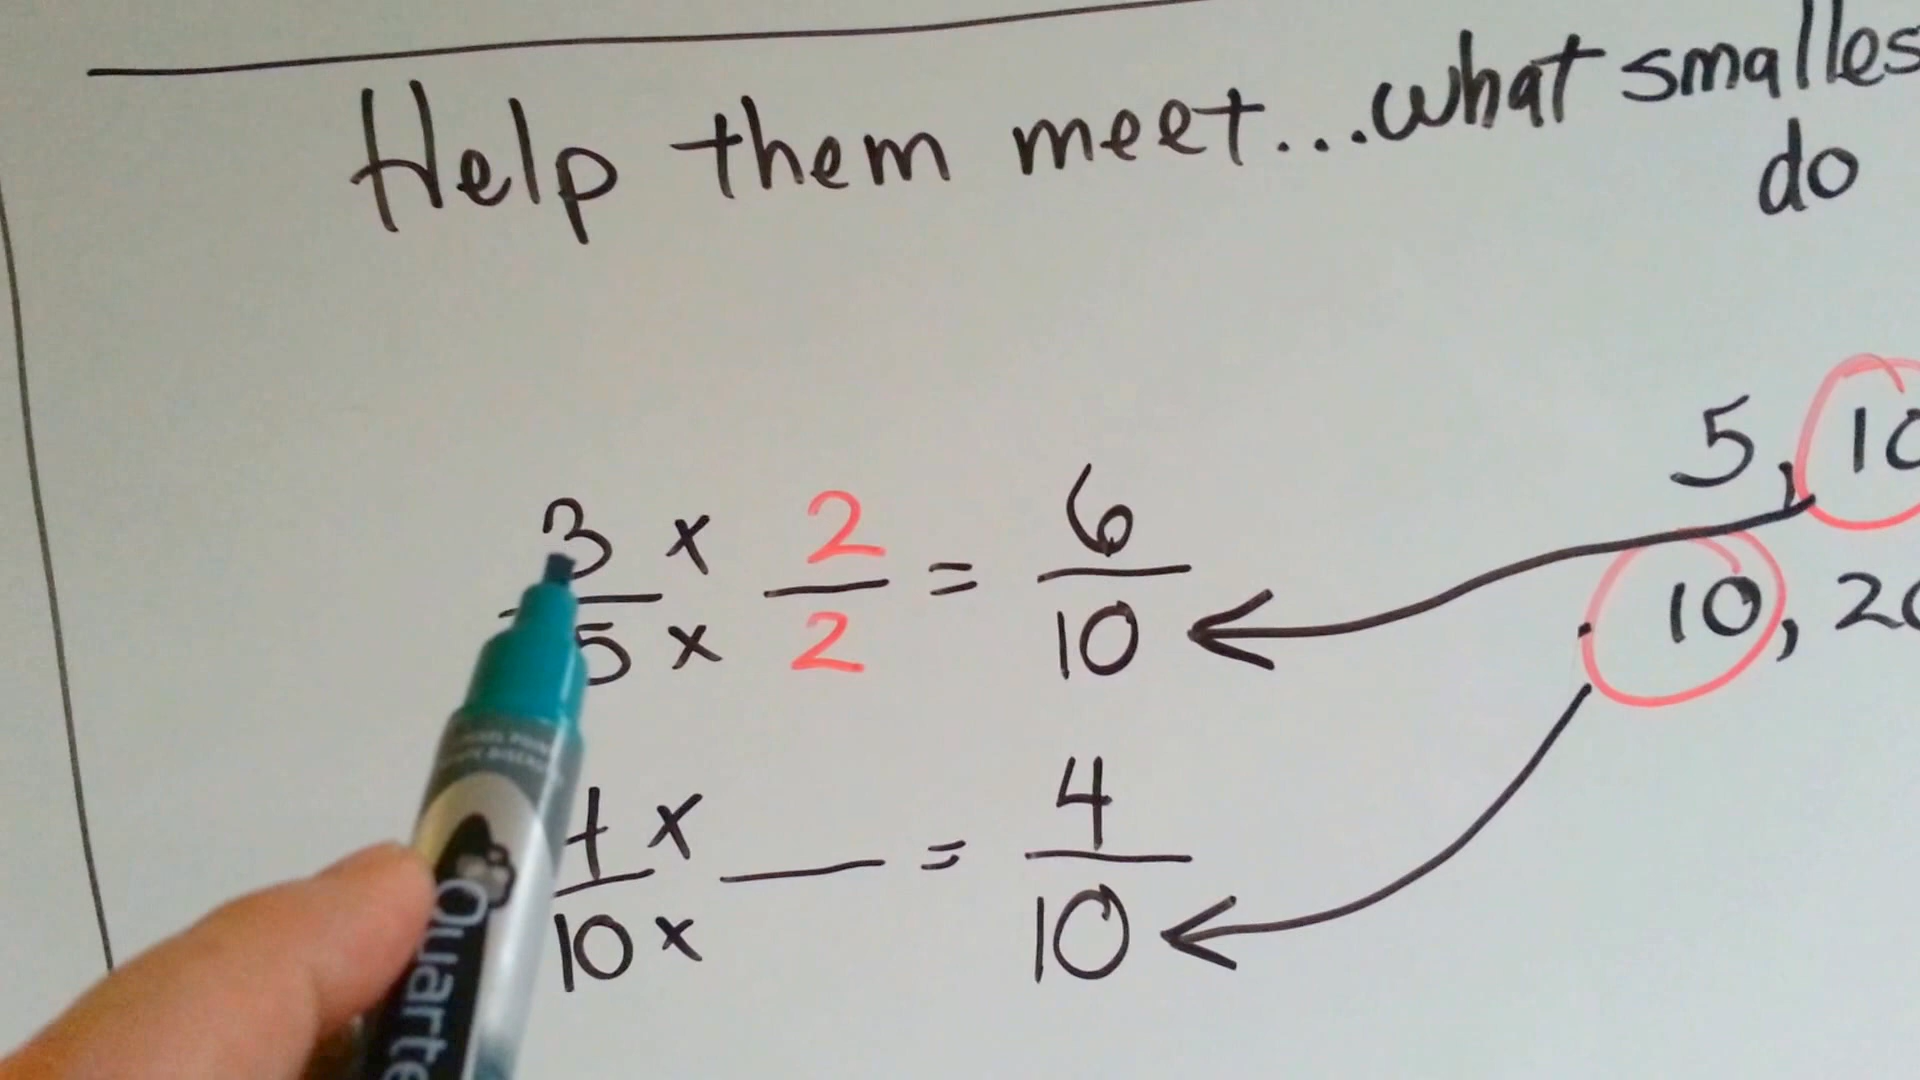 Help them meet...what smalles
do
5, 10
10, 20
3 x 2 = 6
5 x 2 10
x = 4
10 x 10
Quarte